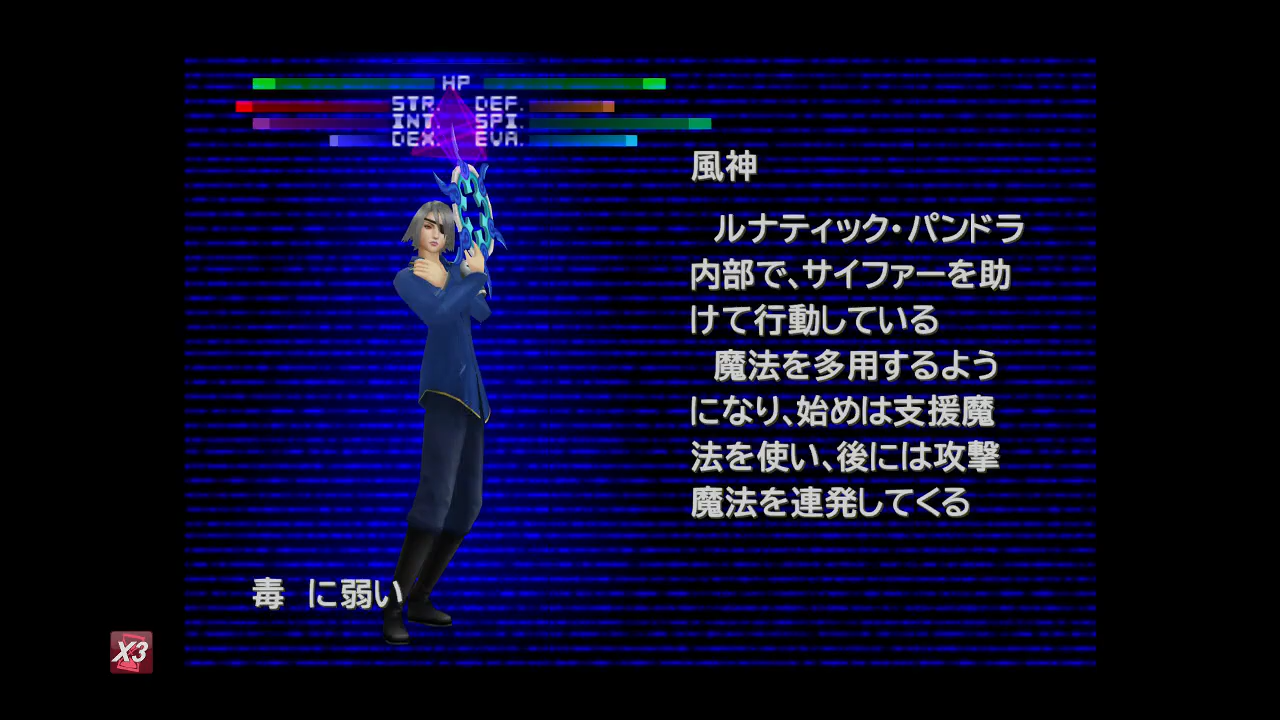 HP
STR. DEF.
INT. SPI.
DEX. EVA.
風神
ルナティック・パンドラ
内部で、サイファーを助
けて行動している
魔法を多用するよう
になり、始めは支援魔
法を使い、後には攻撃
魔法を連発してくる
毒 に弱い
X3